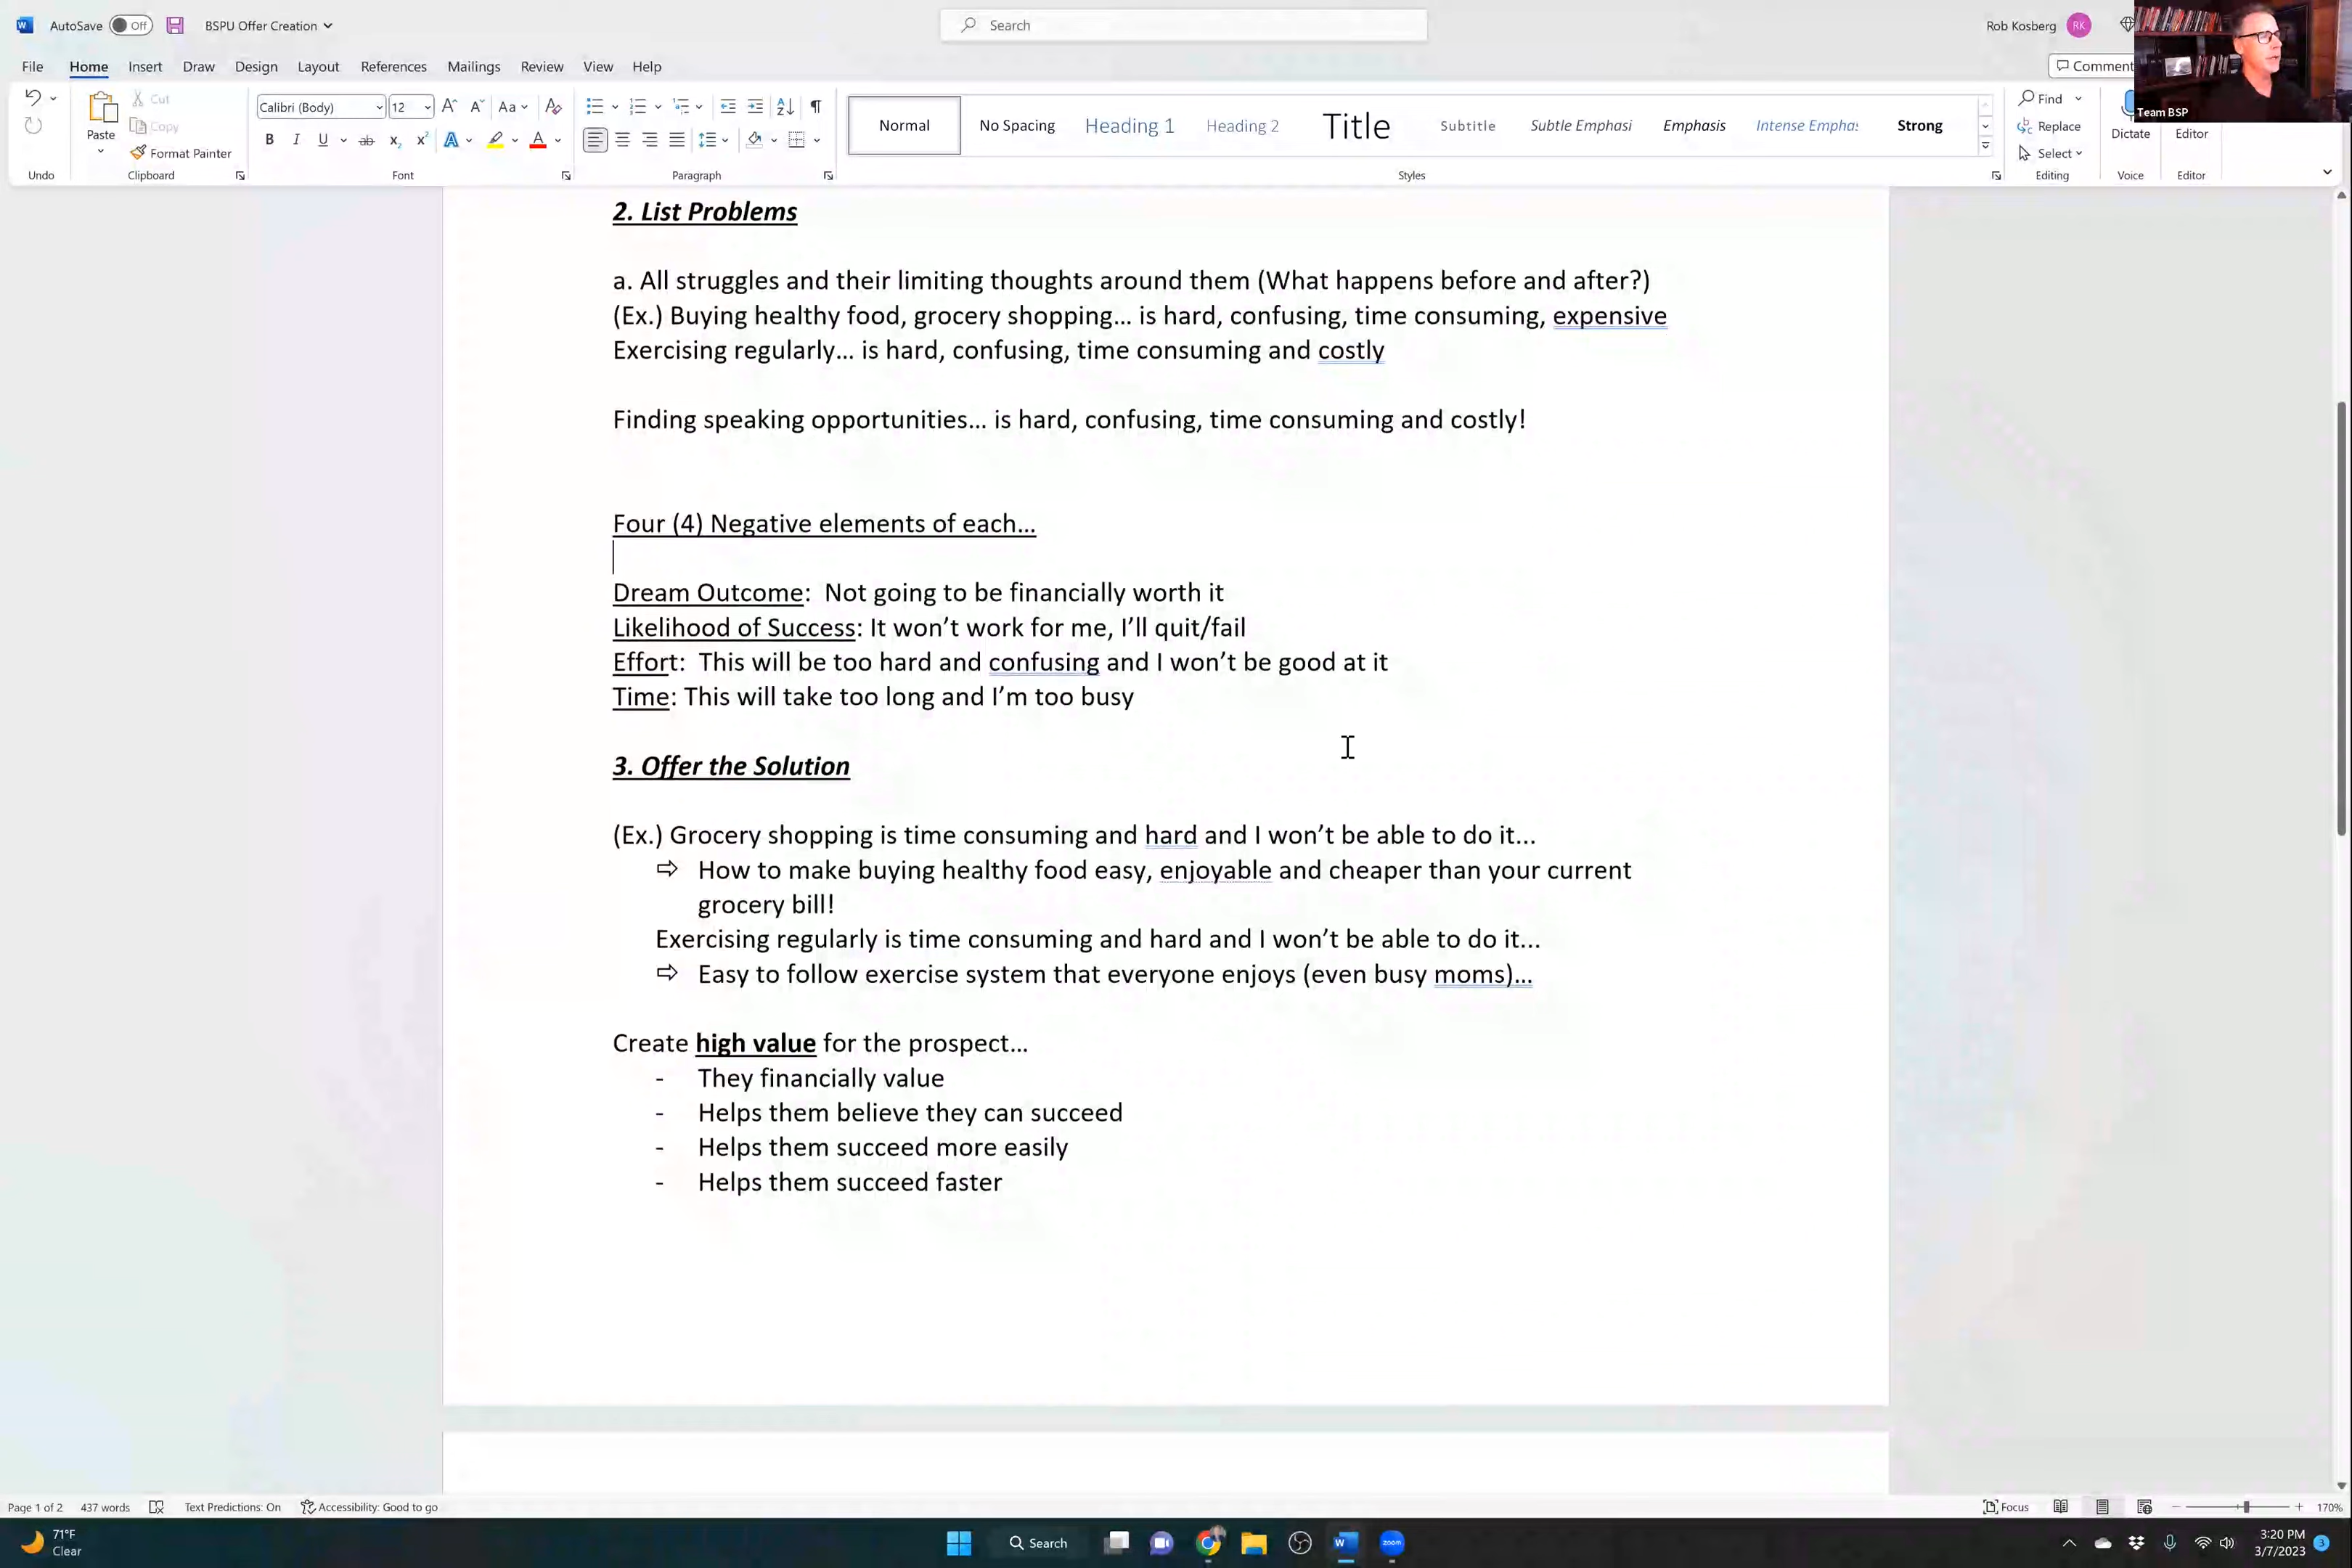 AutoSave Off BSPU Offer Creation Search Rob Kosberg RK
File Home Insert Draw Design Layout References Mailings Review View Help Comment
Team BSP
Paste Cut Copy Format Painter
Calibri (Body) 12 Aa
B I U ab x₂ x² A A
Normal No Spacing Heading 1 Heading 2 Title Subtitle Subtle Emphasi Emphasis Intense Empha: Strong
Find Replace Select
Dictate Editor
Undo Clipboard Font Paragraph Styles Editing Voice Editor
2. List Problems
a. All struggles and their limiting thoughts around them (What happens before and after?)
(Ex.) Buying healthy food, grocery shopping... is hard, confusing, time consuming, expensive
Exercising regularly... is hard, confusing, time consuming and costly
Finding speaking opportunities... is hard, confusing, time consuming and costly!
Four (4) Negative elements of each...
Dream Outcome: Not going to be financially worth it
Likelihood of Success: It won't work for me, I'll quit/fail
Effort: This will be too hard and confusing and I won't be good at it
Time: This will take too long and I'm too busy
3. Offer the Solution
(Ex.) Grocery shopping is time consuming and hard and I won't be able to do it...
⇨ How to make buying healthy food easy, enjoyable and cheaper than your current
grocery bill!
Exercising regularly is time consuming and hard and I won't be able to do it...
⇨ Easy to follow exercise system that everyone enjoys (even busy moms)...
Create high value for the prospect...
- They financially value
- Helps them believe they can succeed
- Helps them succeed more easily
- Helps them succeed faster
Page 1 of 2 437 words Text Predictions: On Accessibility: Good to go Focus 170%
71°F
Clear
Search
zoom
3:20 PM
3/7/2023
3